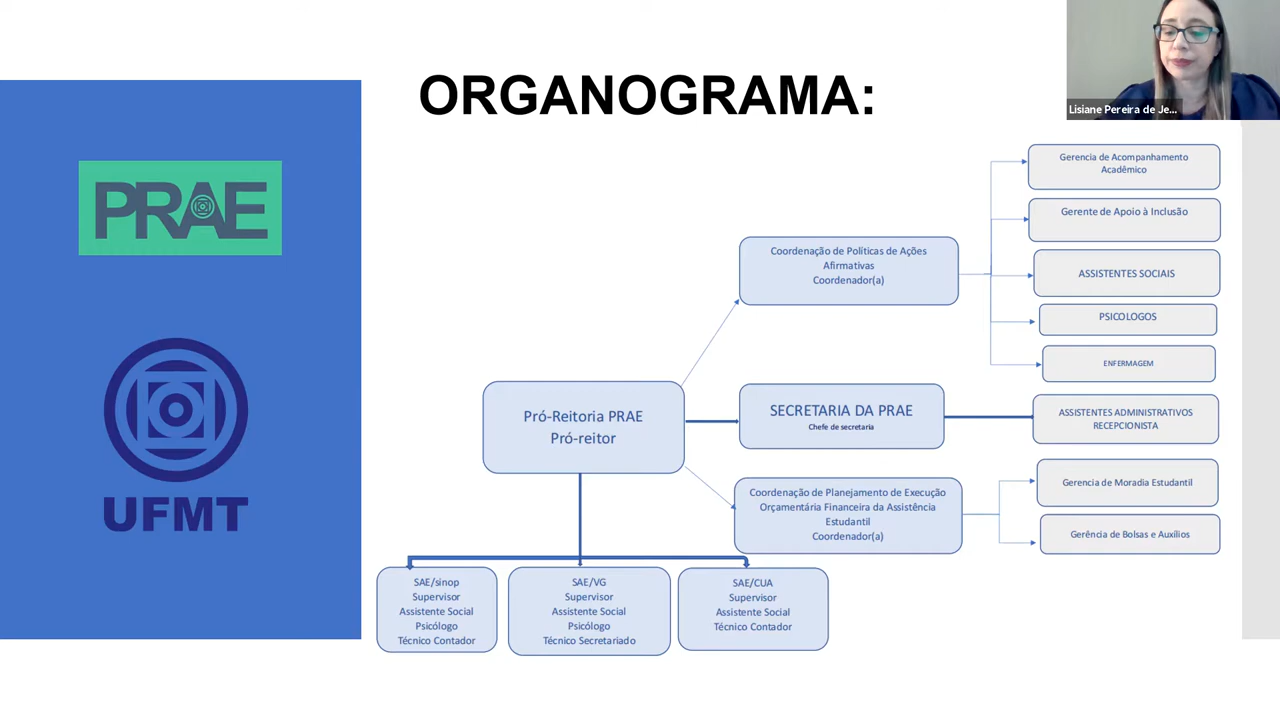 ORGANOGRAMA:
Lisiane Pereira de Je...
PRAE
UFMT
Gerencia de Acompanhamento
Acadêmico
Gerente de Apoio à Inclusão
Coordenação de Políticas de Ações
Afirmativas
Coordenador(a)
ASSISTENTES SOCIAIS
PSICOLOGOS
ENFERMAGEM
Pró-Reitoria PRAE
Pró-reitor
SECRETARIA DA PRAE
Chefe de secretaria
ASSISTENTES ADMINISTRATIVOS
RECEPCIONISTA
Coordenação de Planejamento de Execução
Orçamentária Financeira da Assistência
Estudantil
Coordenador(a)
Gerencia de Moradia Estudantil
Gerência de Bolsas e Auxílios
SAE/sinop
Supervisor
Assistente Social
Psicólogo
Técnico Contador
SAE/VG
Supervisor
Assistente Social
Psicólogo
Técnico Secretariado
SAE/CUA
Supervisor
Assistente Social
Técnico Contador